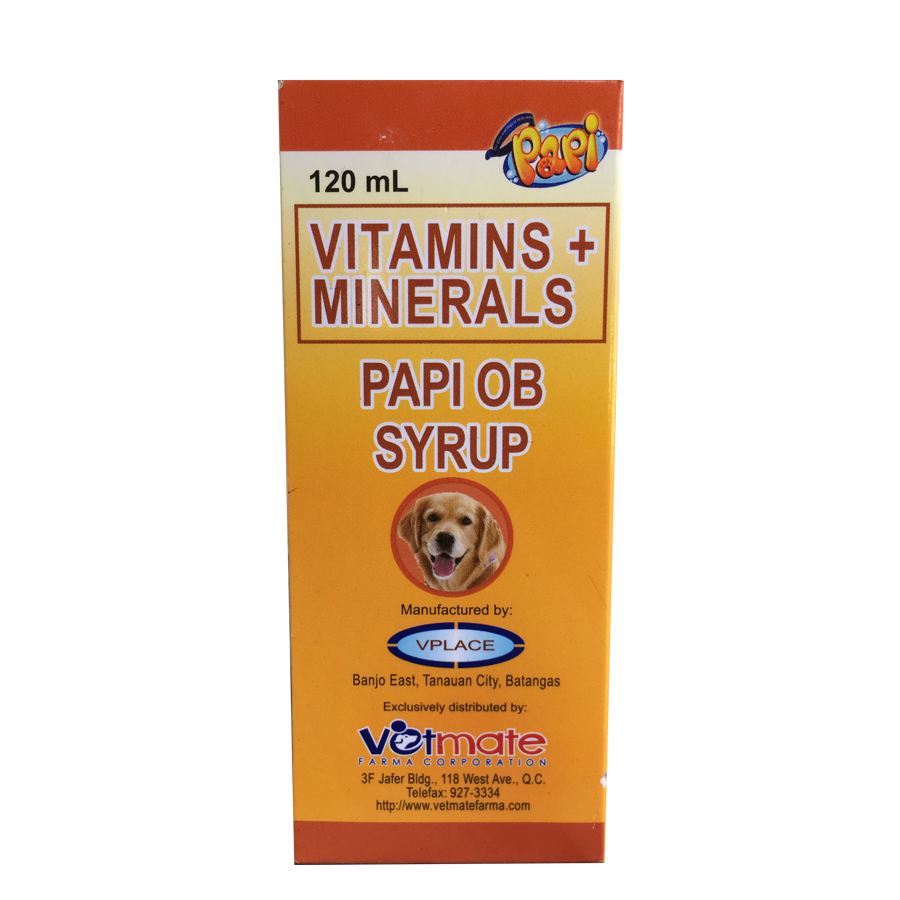 papi
120 mL
VITAMINS +
MINERALS
PAPI OB
SYRUP
Manufactured by:
VPLACE
Banjo East, Tanauan City, Batangas
Exclusively distributed by:
Vetmate
FARMA CORPORATION
3F Jafer Bldg., 118 West Ave., Q.C.
Telefax: 927-3334
http://www.vetmatefarma.com